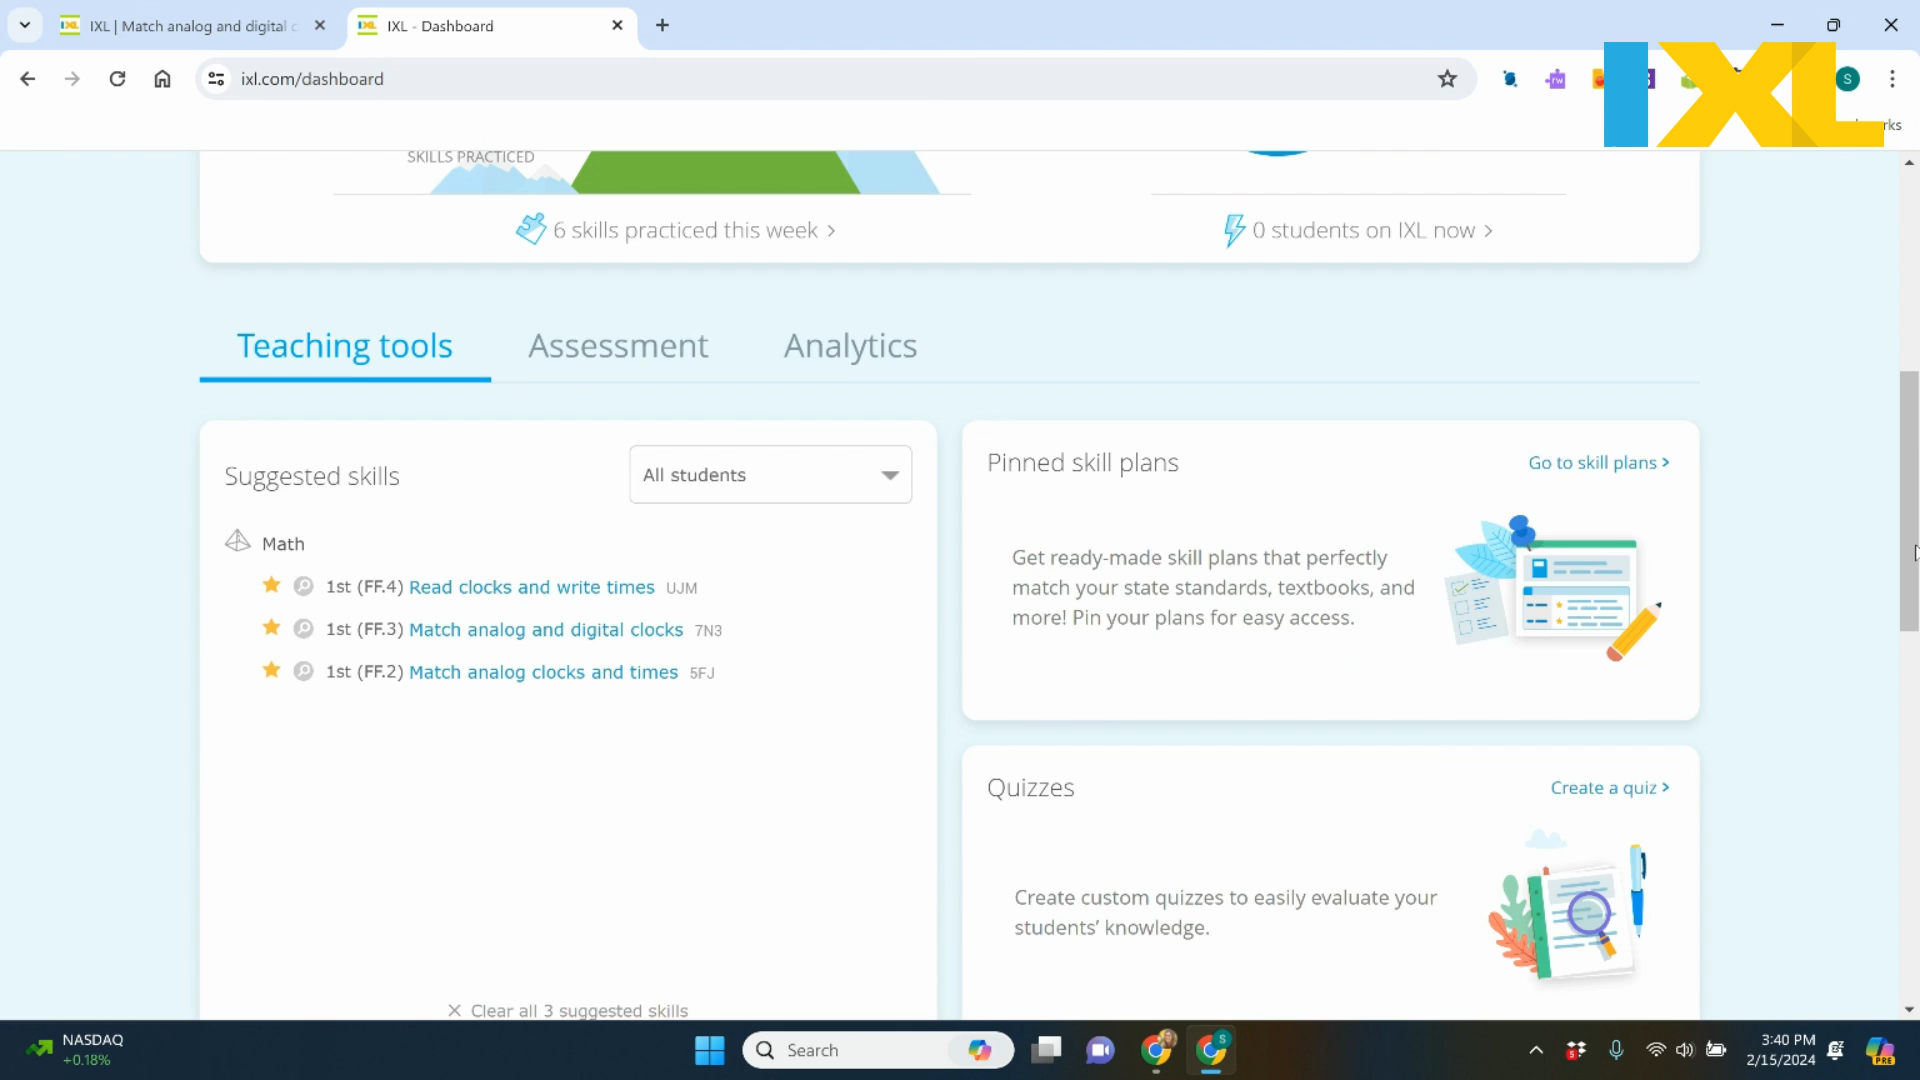 IXL | Match analog and digital c
IXL - Dashboard
ixl.com/dashboard
IXL
rks
SKILLS PRACTICED
6 skills practiced this week >
0 students on IXL now >
Teaching tools
Assessment
Analytics
Suggested skills
All students
Math
1st (FF.4) Read clocks and write times UJM
1st (FF.3) Match analog and digital clocks 7N3
1st (FF.2) Match analog clocks and times 5FJ
× Clear all 3 suggested skills
Pinned skill plans
Go to skill plans >
Get ready-made skill plans that perfectly
match your state standards, textbooks, and
more! Pin your plans for easy access.
Quizzes
Create a quiz >
Create custom quizzes to easily evaluate your
students’ knowledge.
NASDAQ
+0.18%
Search
3:40 PM
2/15/2024